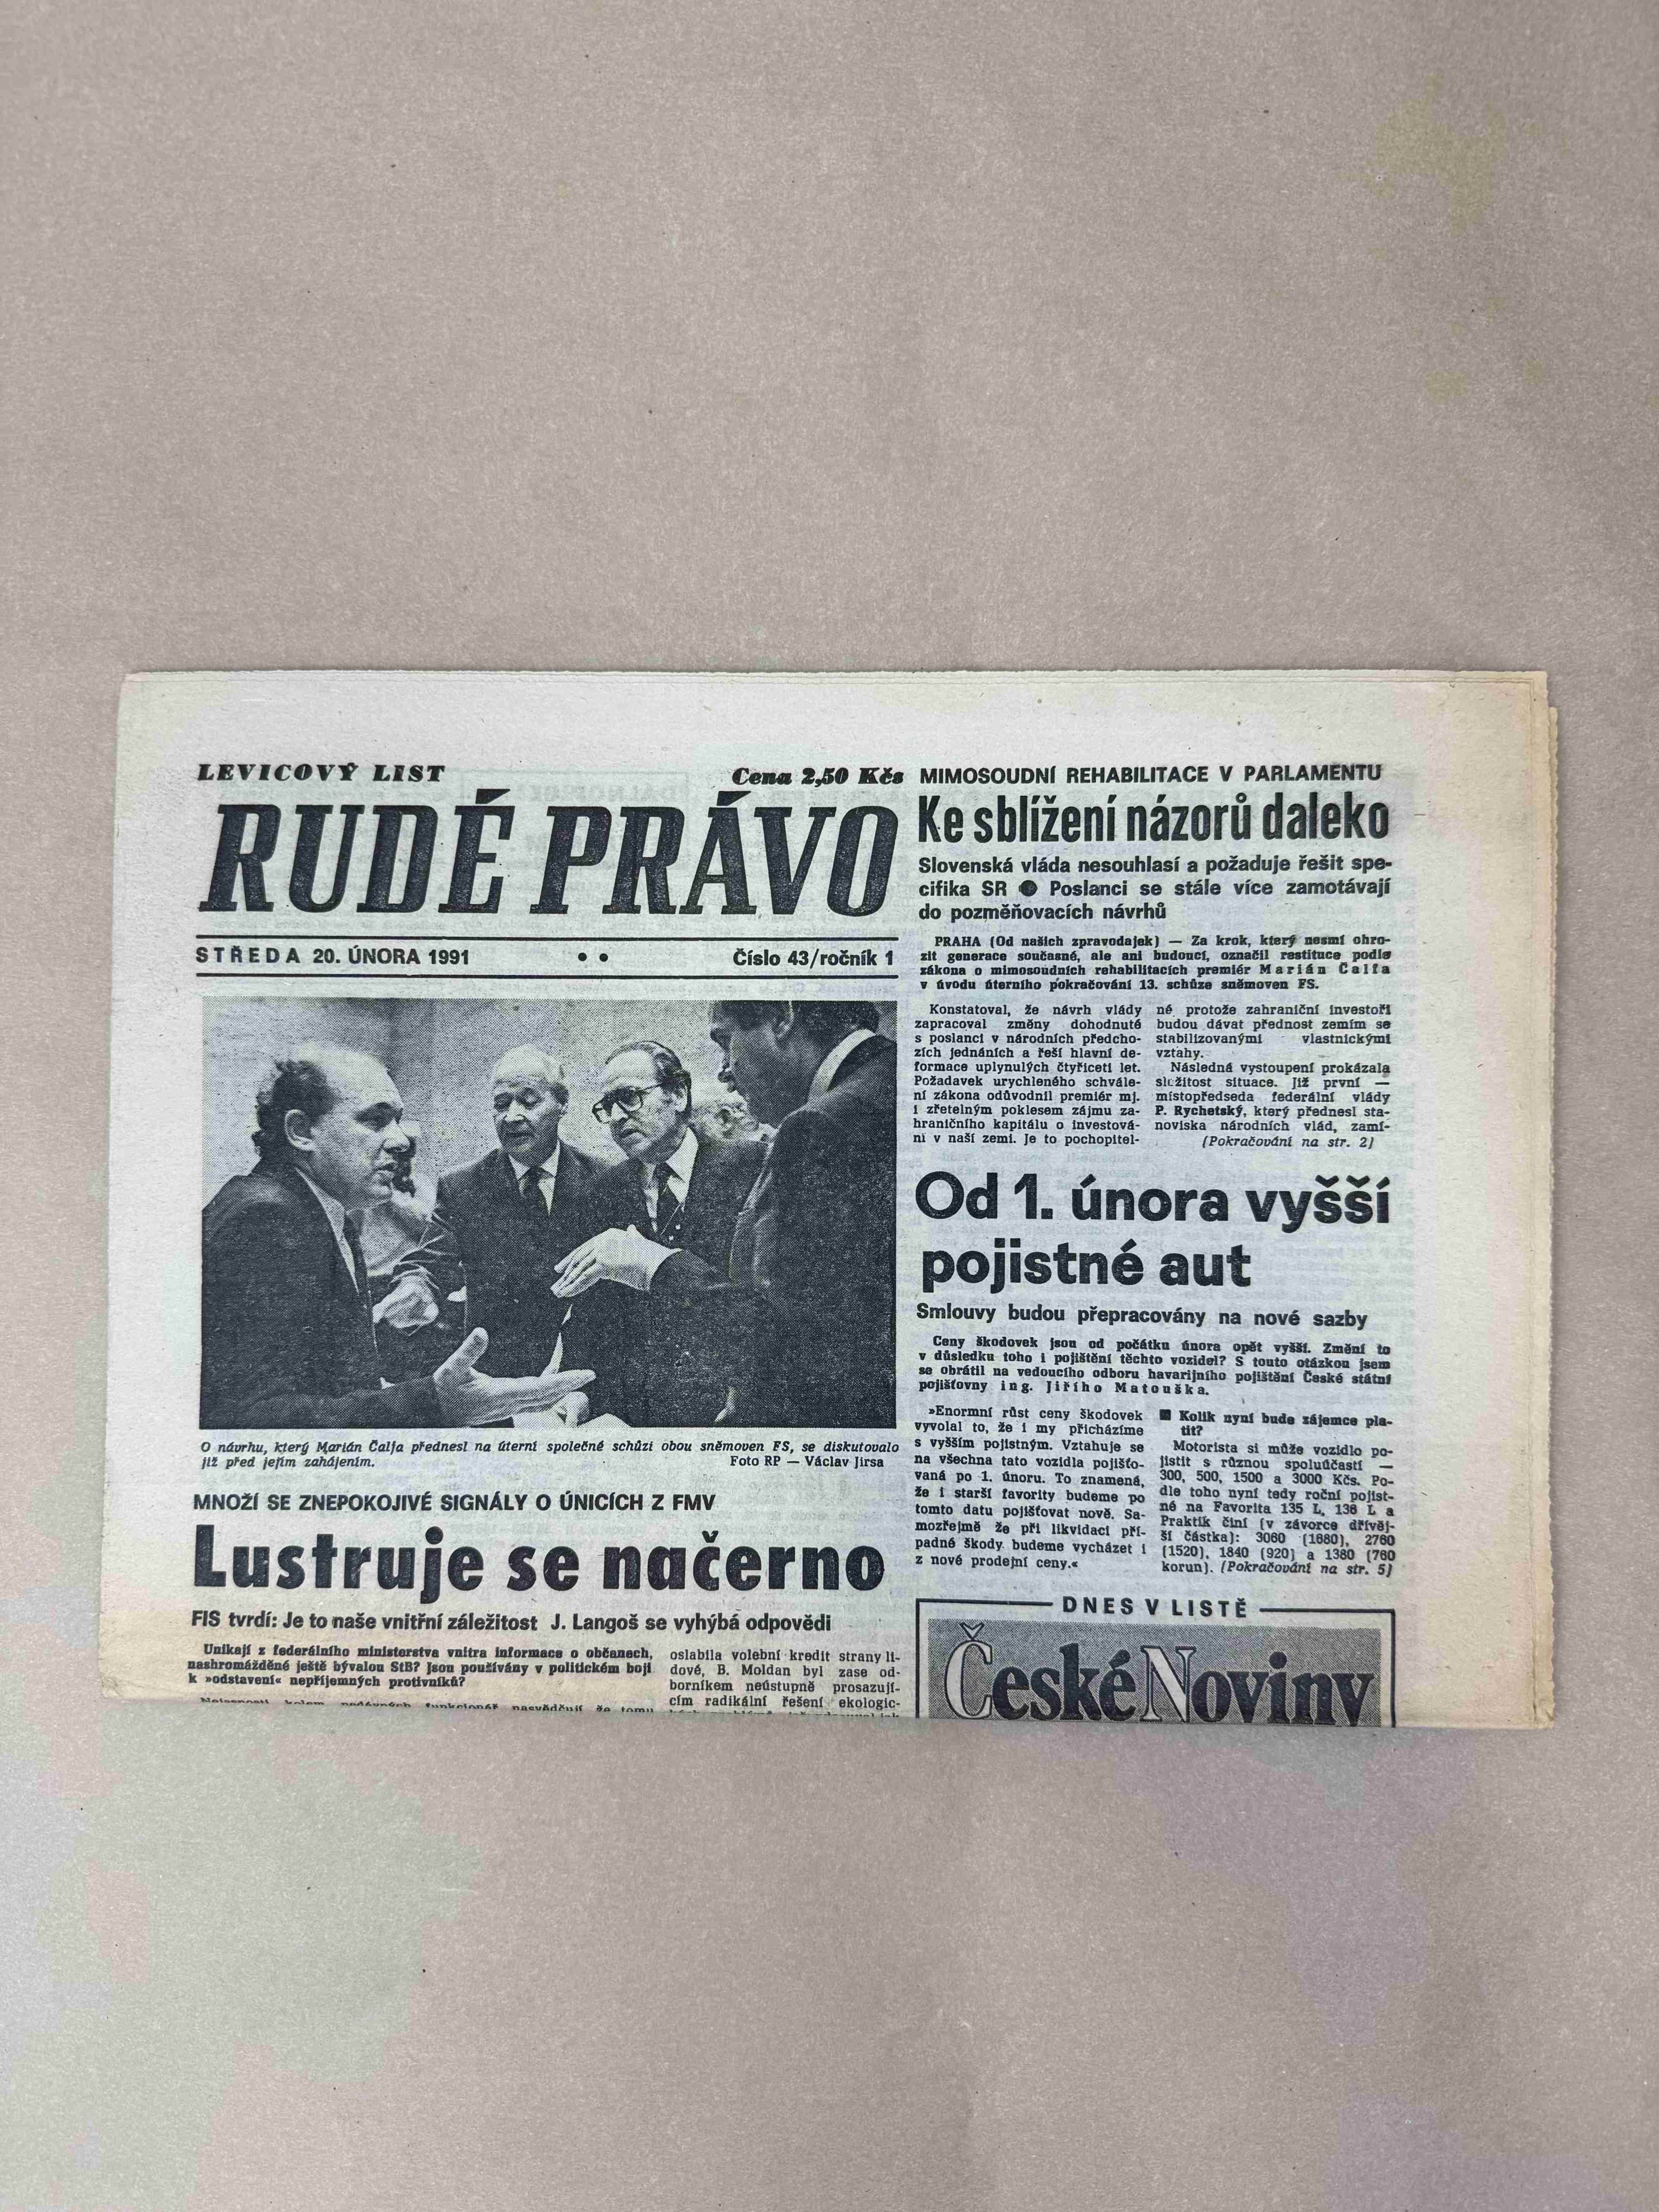 LEVICOVÝ LIST
Cena 2,50 Kčs
RUDÉ PRÁVO
STŘEDA 20. ÚNORA 1991
Číslo 43/ročník 1
O návrhu, který Marián Čalfa přednesl na úterní společné schůzi obou sněmoven FS, se diskutovalo
již před jejím zahájením.
Foto RP — Václav Jirsa
MNOŽÍ SE ZNEPOKOJIVÉ SIGNÁLY O ÚNICÍCH Z FMV
Lustruje se načerno
FIS tvrdí: Je to naše vnitřní záležitost J. Langoš se vyhýbá odpovědi
Unikají z federálního ministerstva vnitra informace o občanech,
nashromážděné ještě bývalou StB? Jsou používány v politickém boji
k »odstavení« nepříjemných protivníků?
oslabila volební kredit strany li-
dové, B. Moldan byl zase od-
borníkem neústupně prosazují-
cím radikální řešení ekologic-
MIMOSOUDNÍ REHABILITACE V PARLAMENTU
Ke sblížení názorů daleko
Slovenská vláda nesouhlasí a požaduje řešit spe-
cifika SR ● Poslanci se stále více zamotávají
do pozměňovacích návrhů
PRAHA (Od našich zpravodajek) — Za krok, který nesmí ohro-
zit generace současné, ale ani budoucí, označil restituce podle
zákona o mimosoudních rehabilitacích premiér Marián Čalfa
v úvodu úterního pokračování 13. schůze sněmoven FS.
Konstatoval, že návrh vlády
zapracoval změny dohodnuté
s poslanci v národních předcho-
zích jednáních a řeší hlavní de-
formace uplynulých čtyřiceti let.
Požadavek urychleného schvále-
ní zákona odůvodnil premiér mj.
i zřetelným poklesem zájmu za-
hraničního kapitálu o investová-
ní v naší zemi. Je to pochopitel-
né protože zahraniční investoři
budou dávat přednost zemím se
stabilizovanými vlastnickými
vztahy.
Následná vystoupení prokázala
složitost situace. Již první —
místopředseda federální vlády
P. Rychetský, který přednesl sta-
noviska národních vlád, zamí-
(Pokračování na str. 2)
Od 1. února vyšší
pojistné aut
Smlouvy budou přepracovány na nové sazby
Ceny škodovek jsou od počátku února opět vyšší. Změní to
v důsledku toho i pojištění těchto vozidel? S touto otázkou jsem
se obrátil na vedoucího odboru havarijního pojištění České státní
pojišťovny ing. Jiřího Matouška.
»Enormní růst ceny škodovek
vyvolal to, že i my přicházíme
s vyšším pojistným. Vztahuje se
na všechna tato vozidla pojišťo-
vaná po 1. únoru. To znamená,
že i starší favority budeme po
tomto datu pojišťovat nově. Sa-
mozřejmě že při likvidaci pří-
padné škody budeme vycházet i
z nové prodejní ceny.«
■ Kolik nyní bude zájemce pla-
tit?
Motorista si může vozidlo po-
jistit s různou spoluúčastí —
300, 500, 1500 a 3000 Kčs. Po-
dle toho nyní tedy roční pojist-
né na Favorita 135 L, 136 L a
Praktik činí (v závorce dřívěj-
ší částka): 3060 (1680), 2760
(1520), 1840 (920) a 1380 (760
korun). (Pokračování na str. 5)
DNES V LISTĚ
České Noviny